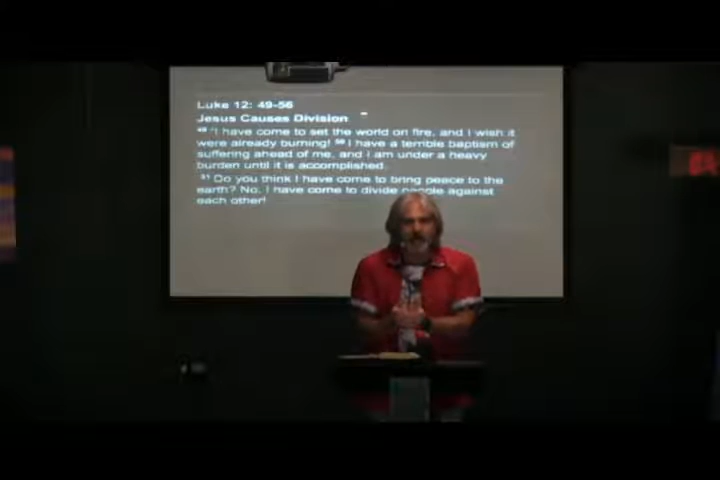 Luke 12: 49-56
Jesus Causes Division
49 "I have come to set the world on fire, and I wish it
were already burning! 50 I have a terrible baptism of
suffering ahead of me, and I am under a heavy
burden until it is accomplished.
51 Do you think I have come to bring peace to the
earth? No, I have come to divide people against
each other!